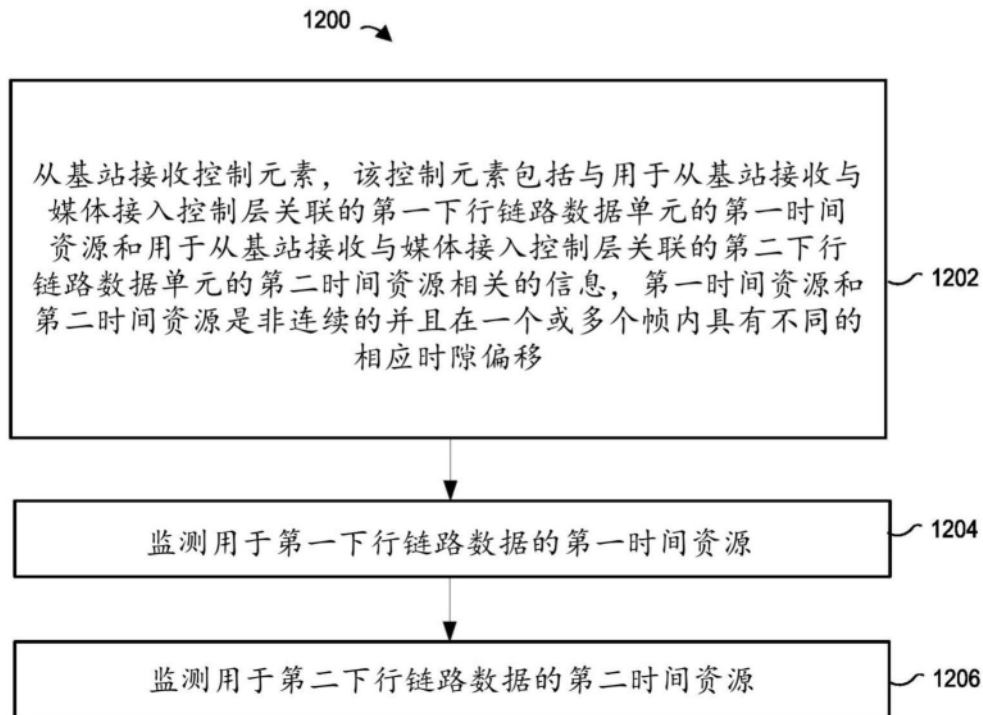 1200
从基站接收控制元素，该控制元素包括与用于从基站接收与
媒体接入控制层关联的第一下行链路数据单元的第一时间
资源和用于从基站接收与媒体接入控制层关联的第二下行
链路数据单元的第二时间资源相关的信息，第一时间资源和
第二时间资源是非连续的并且在一个或多个帧内具有不同的
相应时隙偏移
1202
监测用于第一下行链路数据的第一时间资源
1204
监测用于第二下行链路数据的第二时间资源
1206